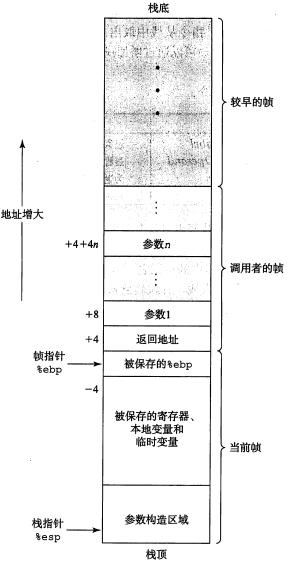 栈底
较早的帧
地址增大
+4+4n
参数n
调用者的帧
+8
参数1
+4
返回地址
帧指针
%ebp
被保存的%ebp
-4
被保存的寄存器、
本地变量和
临时变量
当前帧
栈指针
%esp
参数构造区域
栈顶